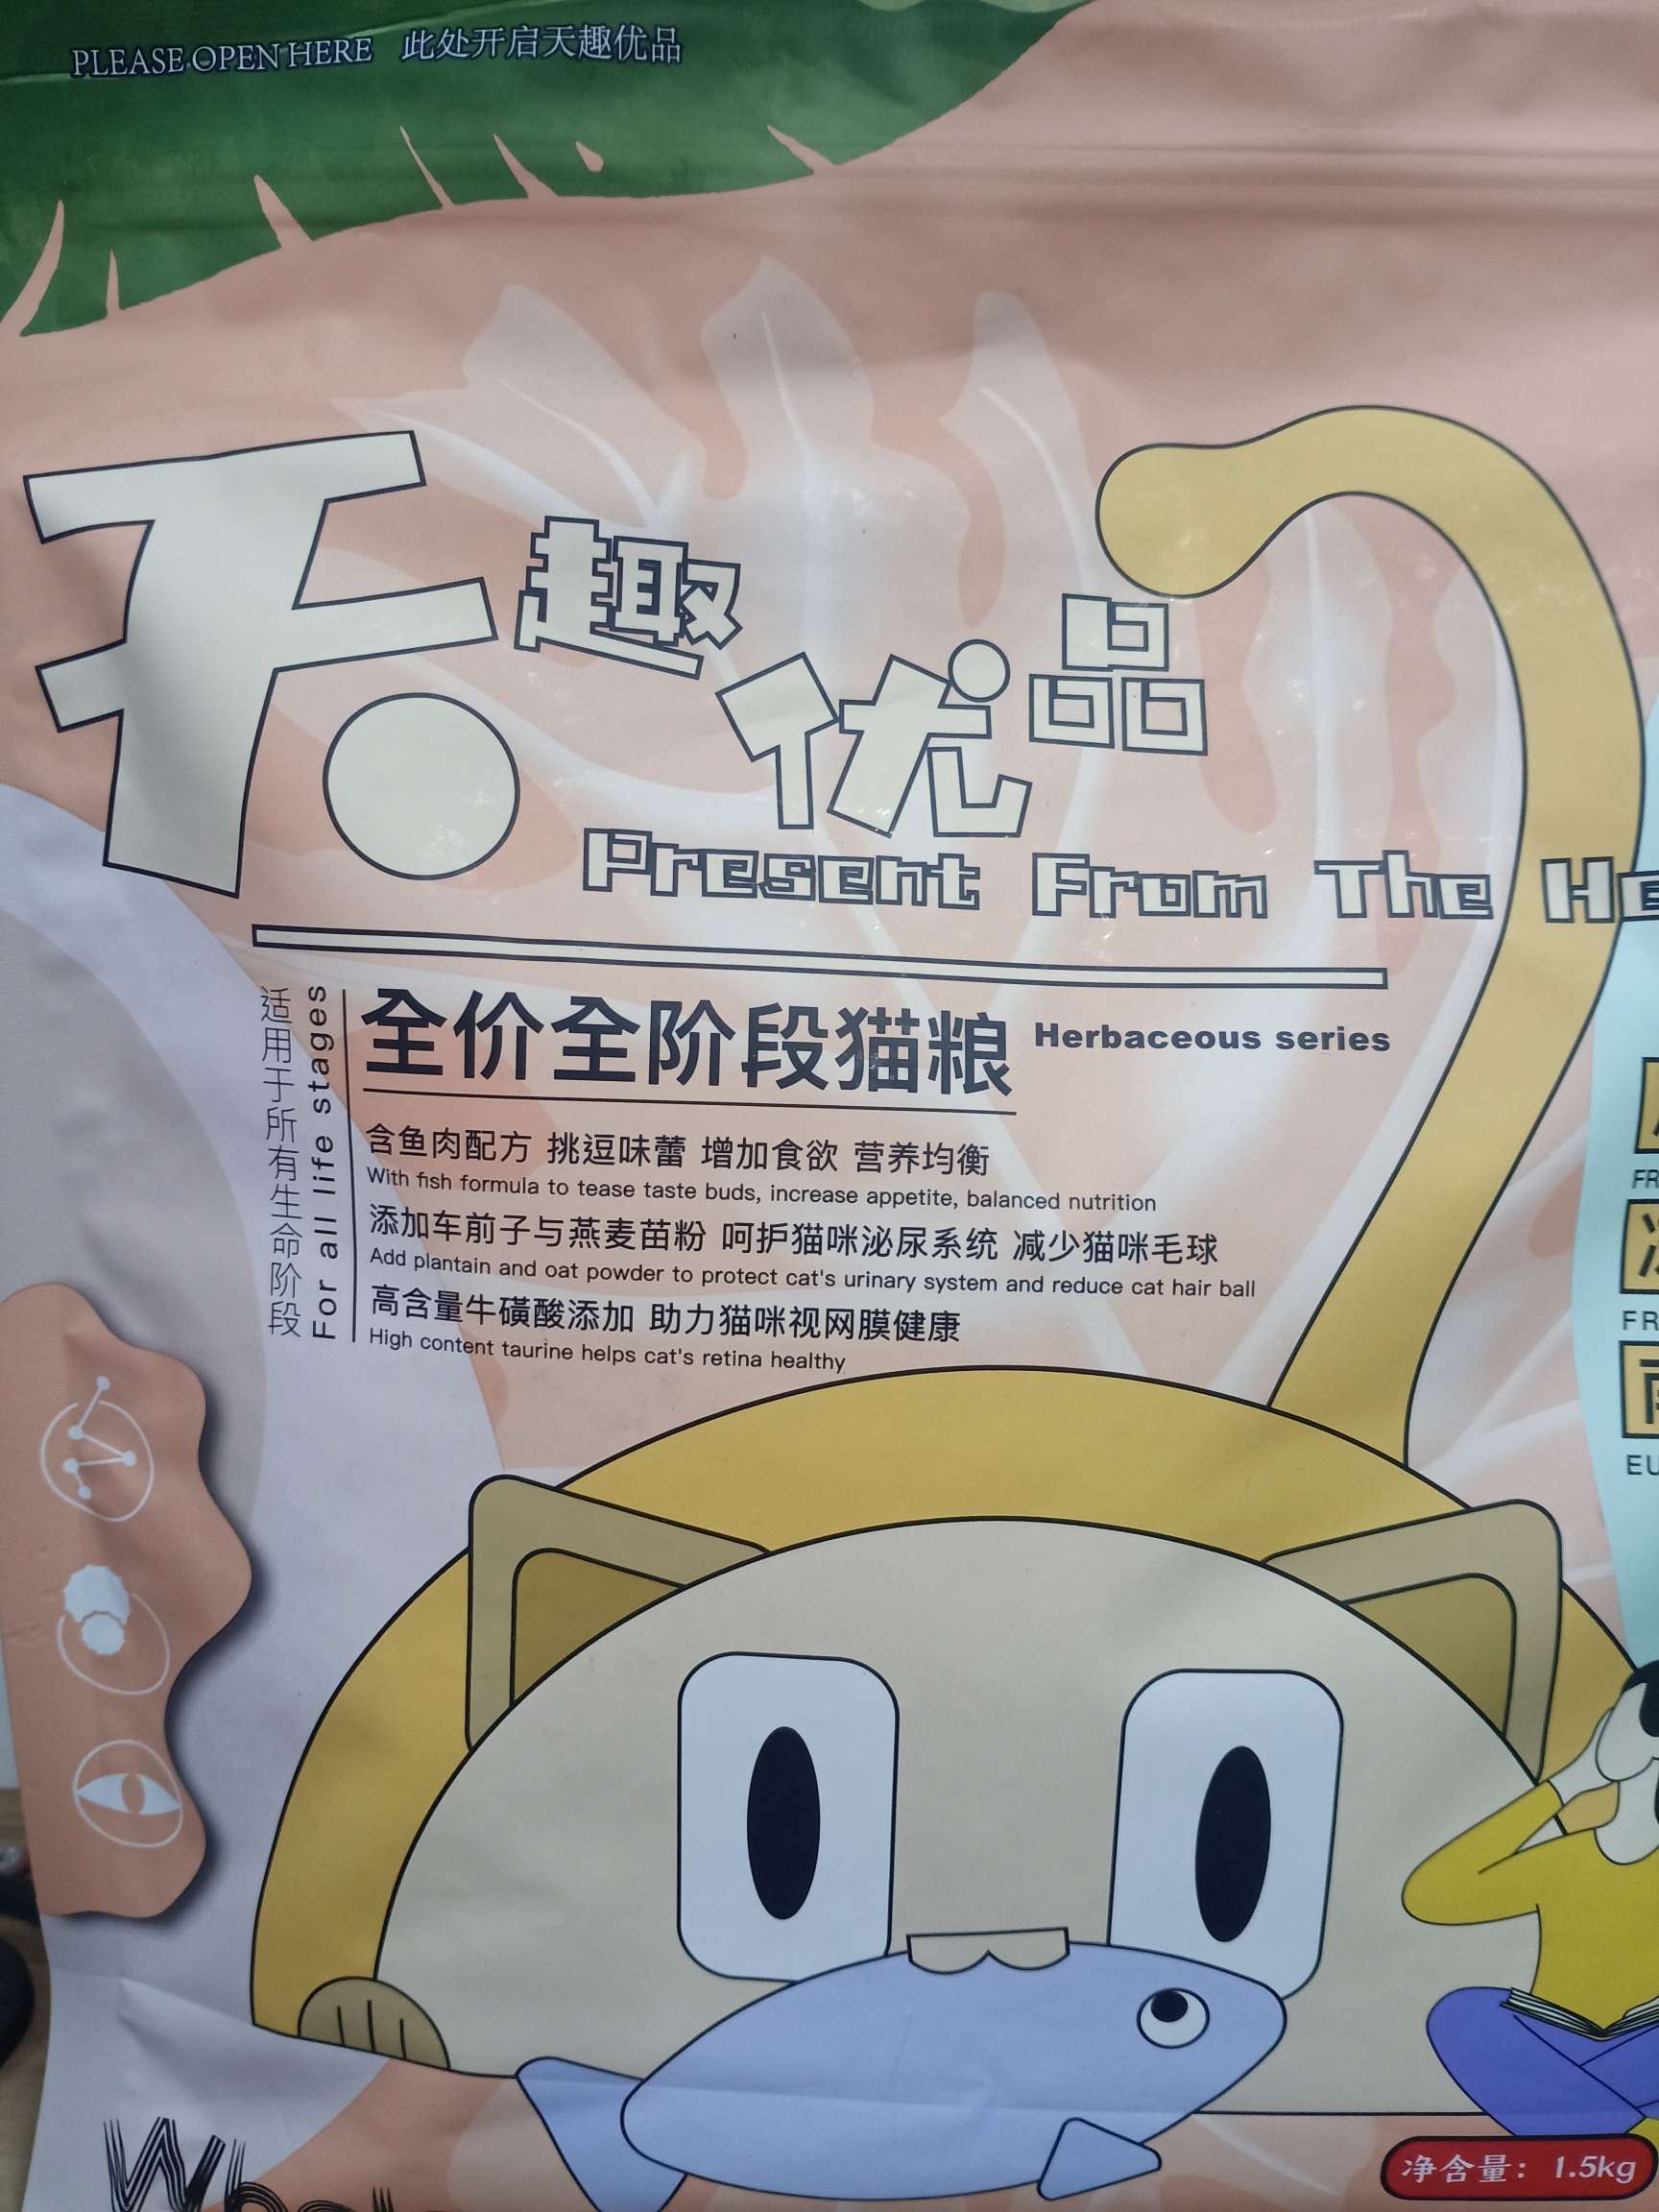 PLEASE OPEN HERE 此处开启天趣优品
天趣优品
Present From The
全价全阶段猫粮 Herbaceous series
适用于所有生命阶段
For all life stages
含鱼肉配方 挑逗味蕾 增加食欲 营养均衡
With fish formula to tease taste buds, increase appetite, balanced nutrition
添加车前子与燕麦苗粉 呵护猫咪泌尿系统 减少猫咪毛球
Add plantain and oat powder to protect cat's urinary system and reduce cat hair ball
高含量牛磺酸添加 助力猫咪视网膜健康
High content taurine helps cat's retina healthy
净含量: 1.5kg